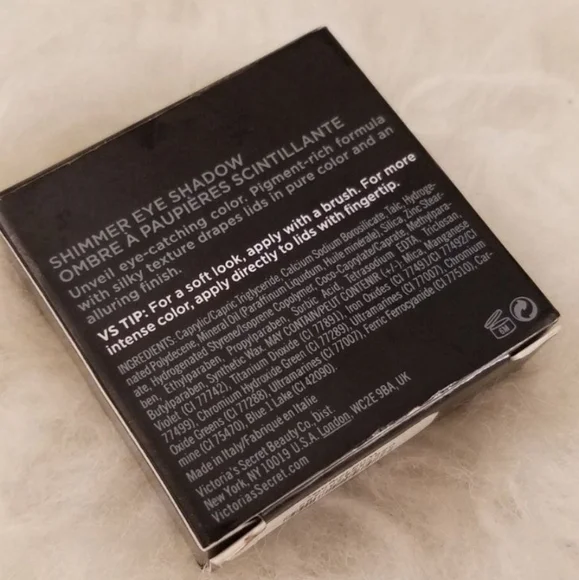 SHIMMER EYE SHADOW
OMBRE À PAUPIÈRES SCINTILLANTE
Unveil eye-catching color. Pigment-rich formula
with silky texture drapes lids in pure color and an
alluring finish.
VS TIP: For a soft look, apply with a brush. For more
intense color, apply directly to lids with fingertip.
INGREDIENTS: Caprylic/Capric Triglyceride, Calcium Sodium Borosilicate, Talc, Hydroge-
nated Polydecene, Mineral Oil (Paraffinum Liquidum, Huile minérale), Silica, Zinc Stear-
ate, Hydrogenated Styrene/Isoprene Copolymer, Coco-Caprylate/Caprate, Methylpara-
ben, Ethylparaben, Propylparaben, Sorbic Acid, Tetrasodium EDTA, Triclosan,
Butylparaben, Synthetic Wax. MAY CONTAIN/PEUT CONTENIR (+/-): Mica, Manganese
Violet (CI 77742), Titanium Dioxide (CI 77891), Iron Oxides (CI 77491/CI 77492/CI
77499), Chromium Hydroxide Green (CI 77289), Ultramarines (CI 77007), Chromium
Oxide Greens (CI 77288), Ultramarines (CI 77007), Ferric Ferrocyanide (CI 77510), Car-
mine (CI 75470), Blue 1 Lake (CI 42090).
Made in Italy/Fabriqué en Italie
Victoria's Secret Beauty Co., Dist.
New York, NY 10019 U.S.A. London, WC2E 9BA, UK
VictoriasSecret.com